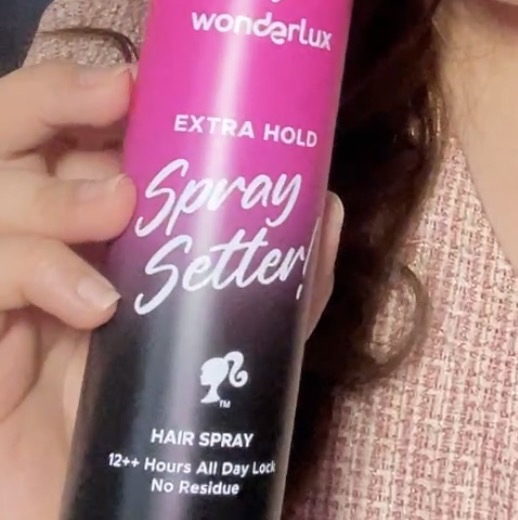 wonderlux
EXTRA HOLD
Spray
Setter!
TM
HAIR SPRAY
12++ Hours All Day Lock
No Residue